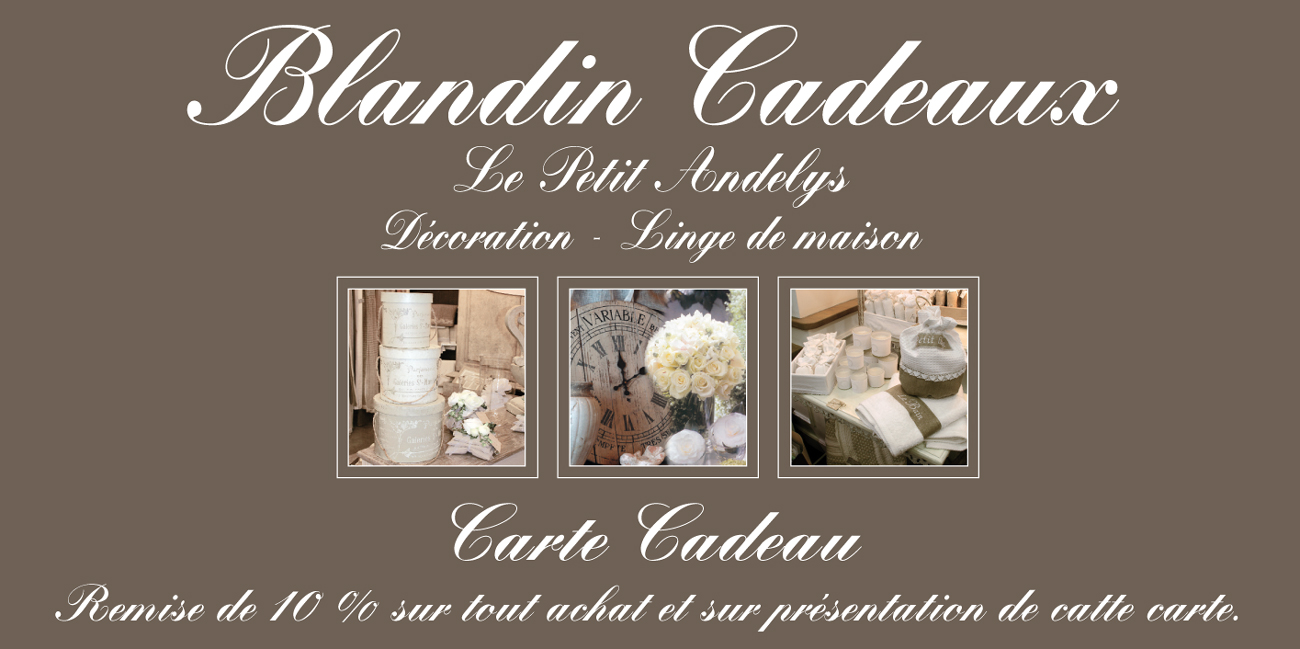 Blandin Cadeaux
Le Petit Andelys
Décoration - Linge de maison
VARIABLE
Carte Cadeau
Remise de 10 % sur tout achat et sur présentation de catte carte.